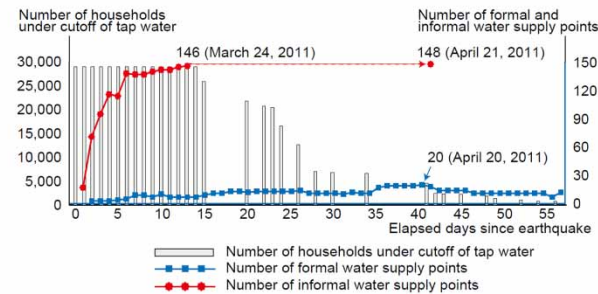 Number of households
under cutoff of tap water
Number of formal and
informal water supply points
146 (March 24, 2011)
148 (April 21, 2011)
30,000
25,000
20,000
15,000
10,000
5,000
0
150
120
90
60
30
0
20 (April 20, 2011)
0 5 10 15 20 25 30 34 40 45 50 55
Elapsed days since earthquake
Number of households under cutoff of tap water
Number of formal water supply points
Number of informal water supply points